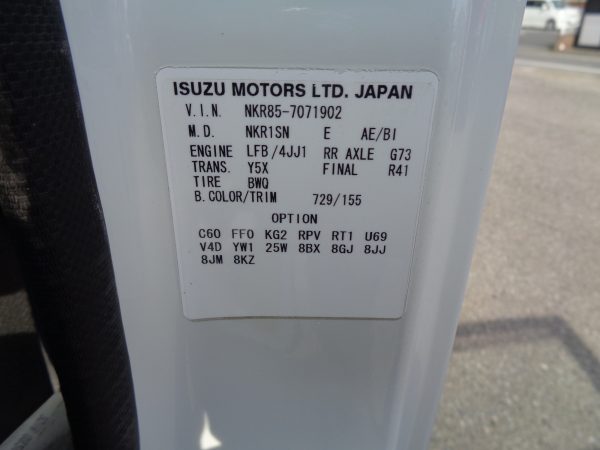 ISUZU MOTORS LTD. JAPAN
V.I.N. NKR85-7071902
M.D. NKR1SN E AE/BI
ENGINE LFB/4JJ1 RR AXLE G73
TRANS. Y5X FINAL R41
TIRE BWQ
B.COLOR/TRIM 729/155
OPTION
C60 FF0 KG2 RPV RT1 U69
V4D YW1 25W 8BX 8GJ 8JJ
8JM 8KZ